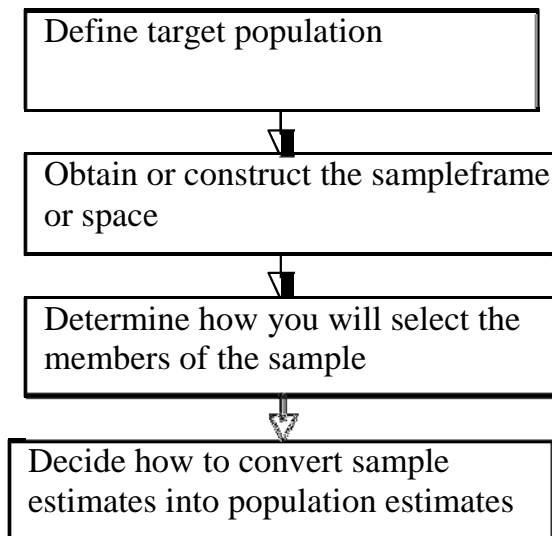 Define target population
Obtain or construct the sampleframe
or space
Determine how you will select the
members of the sample
Decide how to convert sample
estimates into population estimates